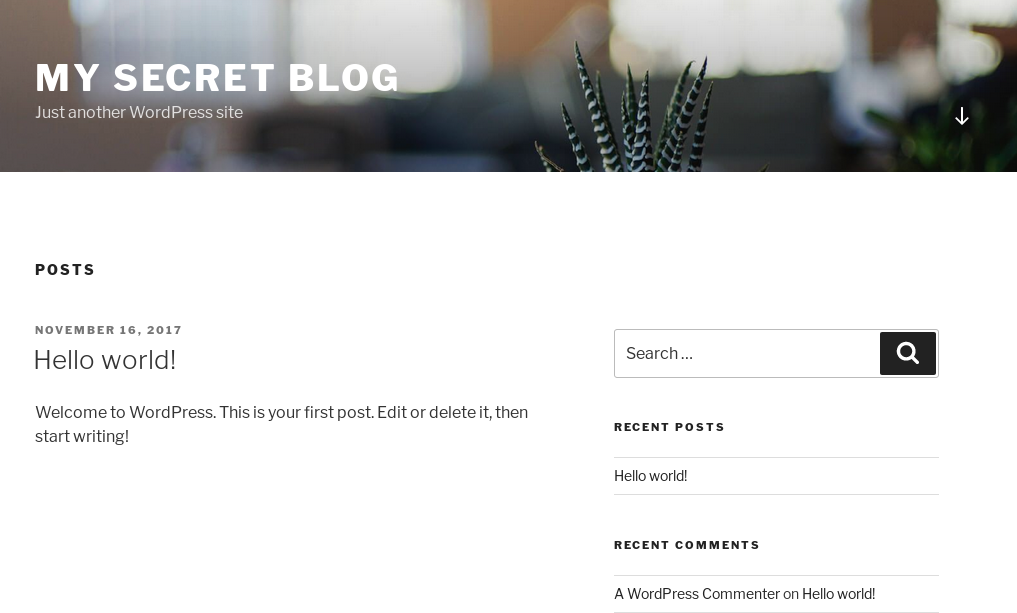 MY SECRET BLOG
Just another WordPress site
POSTS
NOVEMBER 16, 2017
Hello world!
Welcome to WordPress. This is your first post. Edit or delete it, then
start writing!
Search …
RECENT POSTS
Hello world!
RECENT COMMENTS
A WordPress Commenter on Hello world!